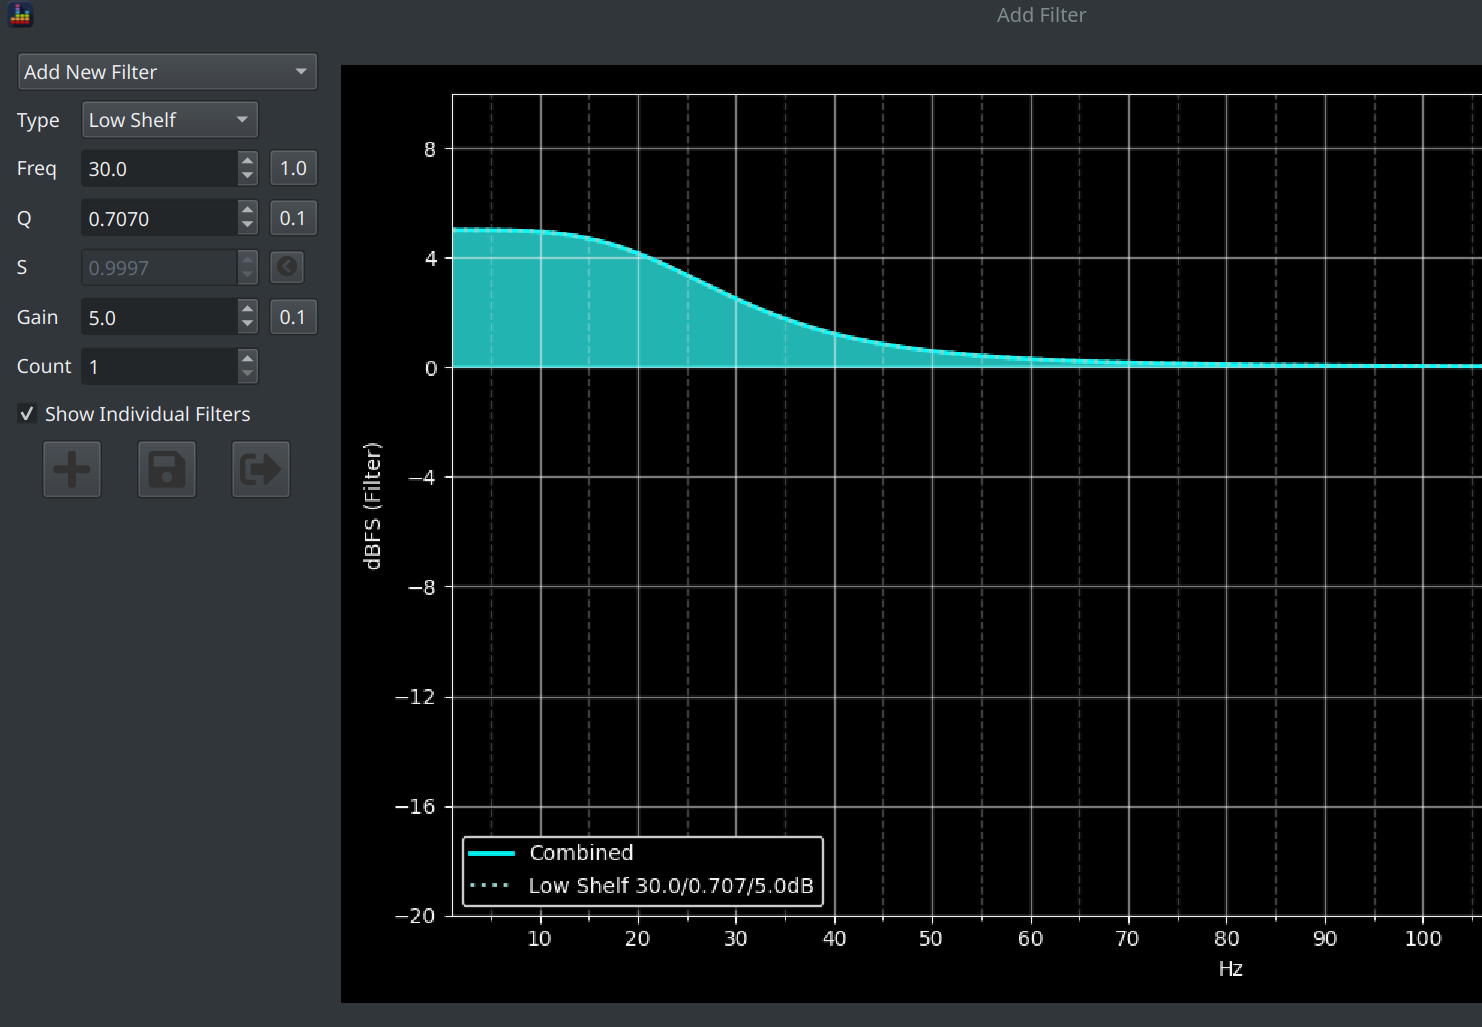 Add Filter
Add New Filter
Type Low Shelf
Freq 30.0 1.0
Q 0.7070 0.1
S 0.9997
Gain 5.0 0.1
Count 1
Show Individual Filters
8
4
0
−4
−8
−12
−16
−20
dBFS (Filter)
Combined
Low Shelf 30.0/0.707/5.0dB
10 20 30 40 50 60 70 80 90 100
Hz